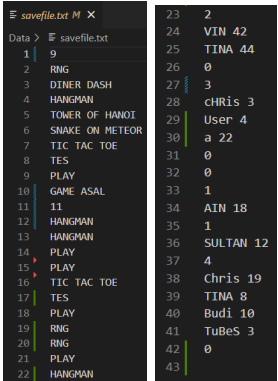 savefile.txt M X
Data > savefile.txt
1 9
2 RNG
3 DINER DASH
4 HANGMAN
5 TOWER OF HANOI
6 SNAKE ON METEOR
7 TIC TAC TOE
8 TES
9 PLAY
10 GAME ASAL
11 11
12 HANGMAN
13 HANGMAN
14 PLAY
15 PLAY
16 TIC TAC TOE
17 TES
18 PLAY
19 RNG
20 RNG
21 PLAY
22 HANGMAN
23 2
24 VIN 42
25 TINA 44
26 0
27 3
28 cHRis 3
29 User 4
30 a 22
31 0
32 0
33 1
34 AIN 18
35 1
36 SULTAN 12
37 4
38 Chris 19
39 TINA 8
40 Budi 10
41 TuBeS 3
42 0
43